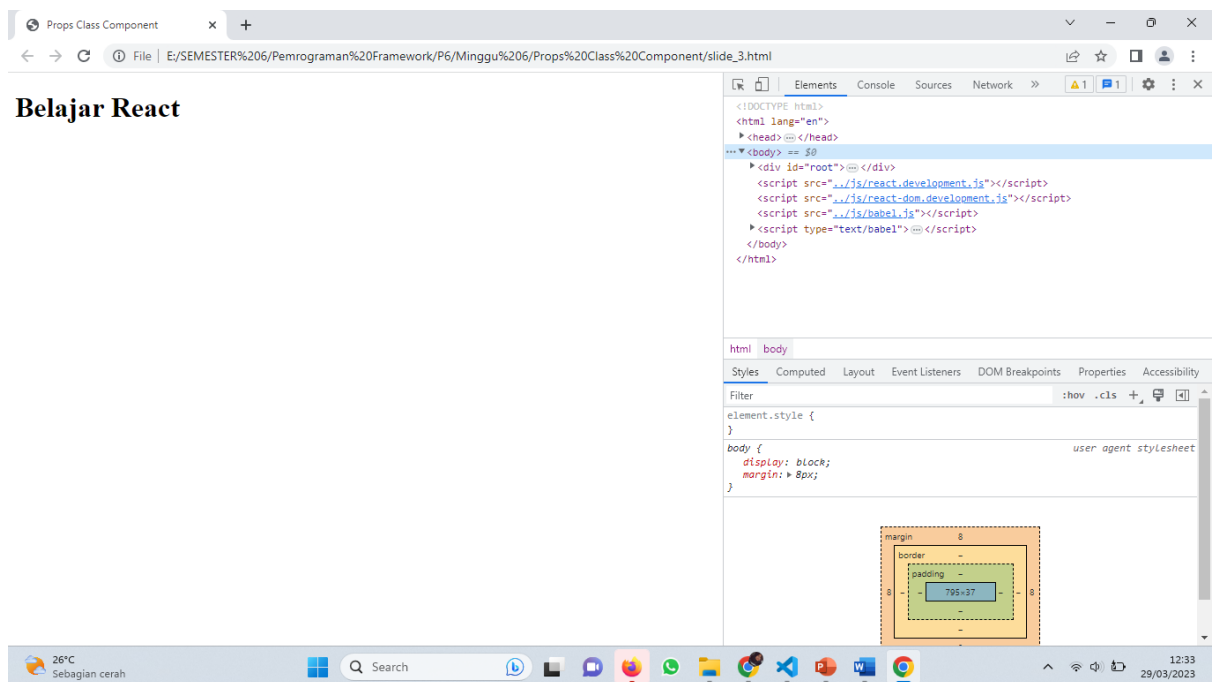 Props Class Component
File E:/SEMESTER%206/Pemrograman%20Framework/P6/Minggu%206/Props%20Class%20Component/slide_3.html
Belajar React
Elements Console Sources Network » 1 1
<!DOCTYPE html>
<html lang="en">
<head> … </head>
… <body> == $0
<div id="root"> … </div>
<script src="../js/react.development.js"></script>
<script src="../js/react-dom.development.js"></script>
<script src="../js/babel.js"></script>
<script type="text/babel"> … </script>
</body>
</html>
html body
Styles Computed Layout Event Listeners DOM Breakpoints Properties Accessibility
Filter :hov .cls +
element.style {
}
body { user agent stylesheet
display: block;
margin: 8px;
}
margin 8
border –
padding –
8 – – 795×37 – – 8
–
–
26°C
Sebagian cerah
Search
12:33
29/03/2023